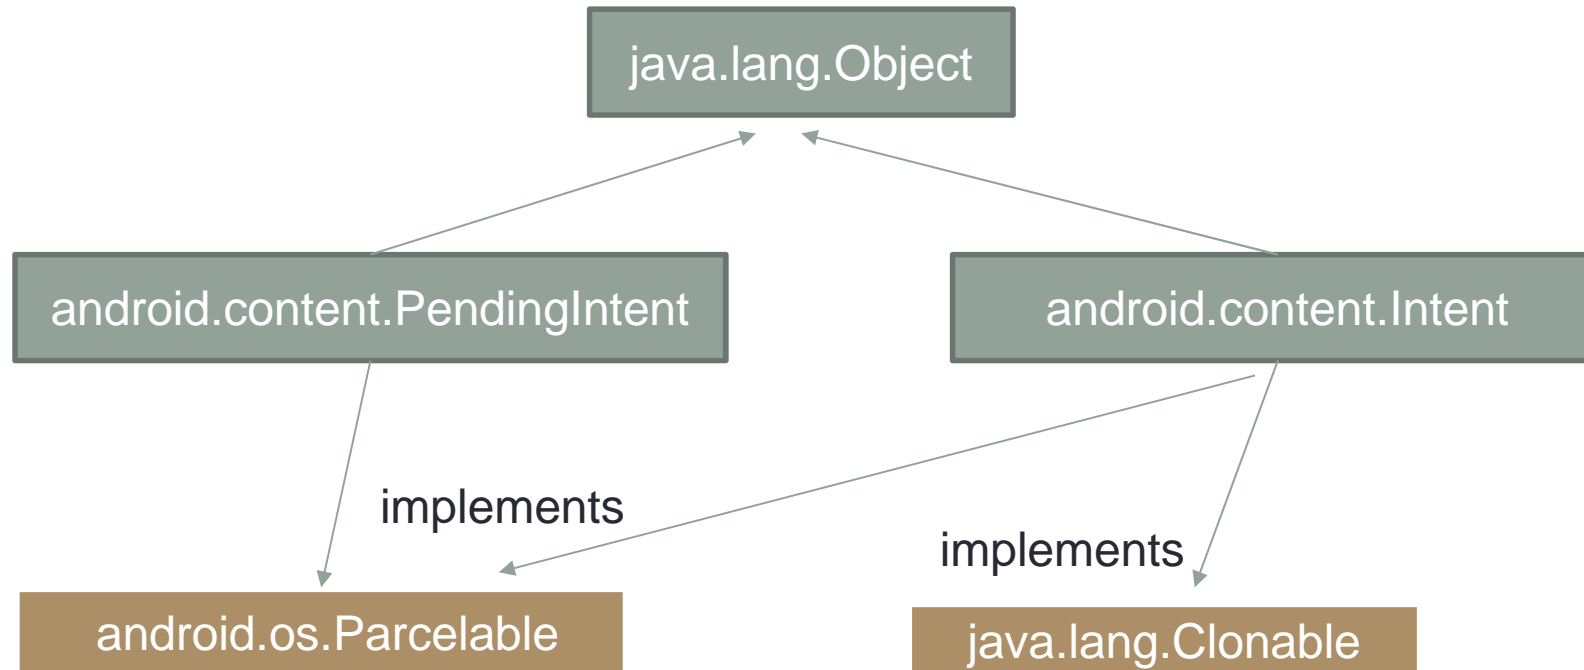 java.lang.Object
android.content.PendingIntent
android.content.Intent
implements
implements
android.os.Parcelable
java.lang.Clonable